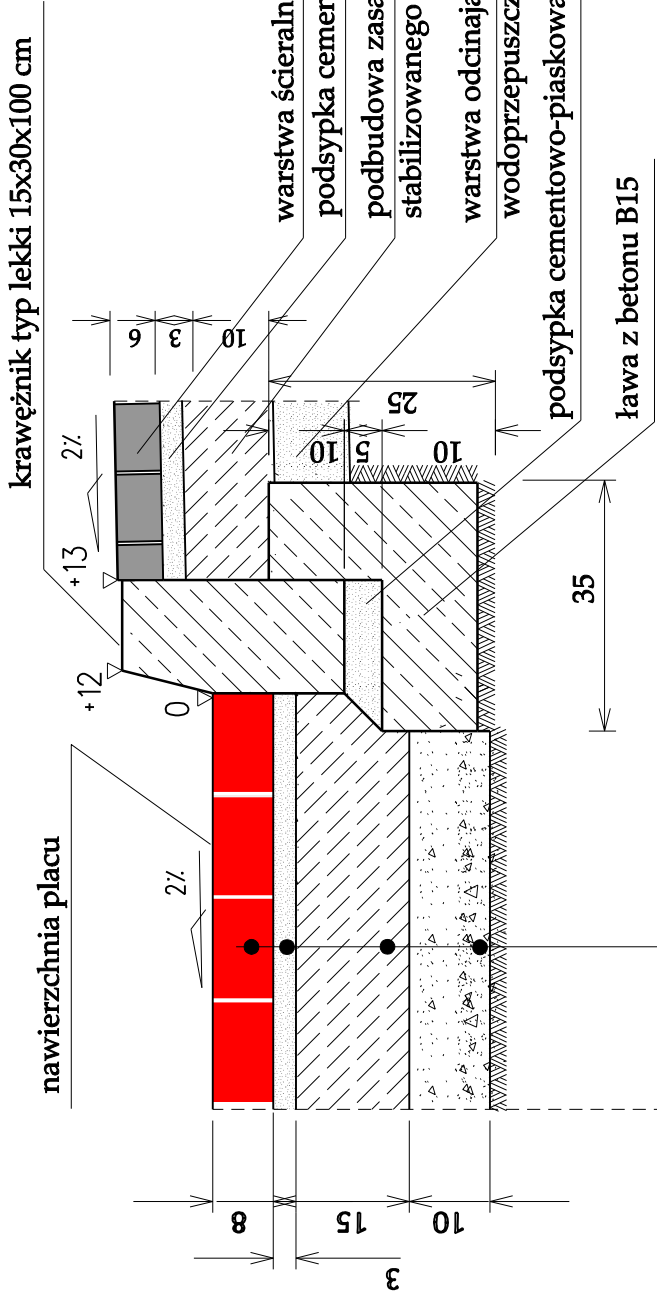 krawężnik typ lekki 15x30x100 cm
nawierzchnia placu
warstwa ścieraln
podsypka cemer
podbudowa zasa
stabilizowanego
warstwa odcinają
wodoprzepuszcz
podsypka cementowo-piaskowa
ława z betonu B15
2%
2%
+13
+12
0
6
3
10
10
5
25
10
35
8
3
15
10